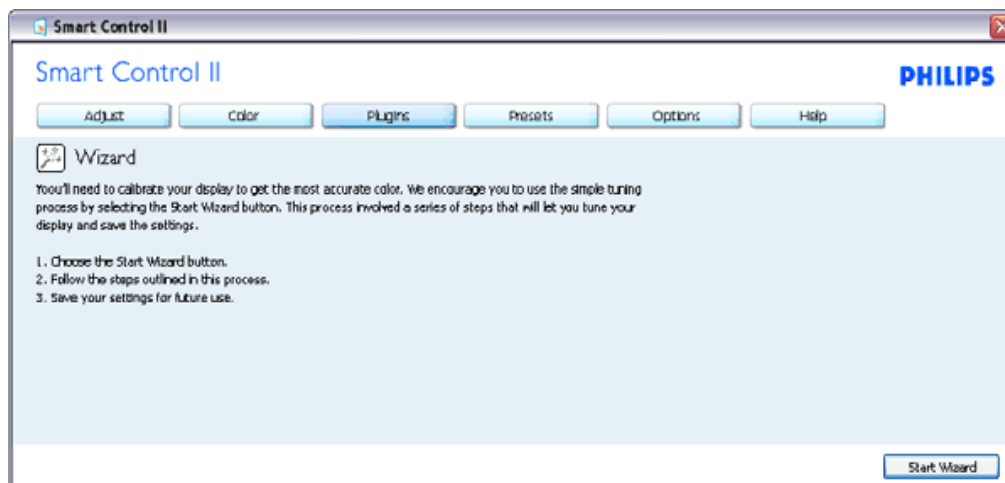 Smart Control II
Smart Control II
PHILIPS
Adjust Color Plugins Presets Options Help
Wizard
Yoou'll need to calibrate your display to get the most accurate color. We encourage you to use the simple tuning
process by selecting the Start Wizard button. This process involved a series of steps that will let you tune your
display and save the settings.
1. Choose the Start Wizard button.
2. Follow the steps outlined in this process.
3. Save your settings for future use.
Start Wizard